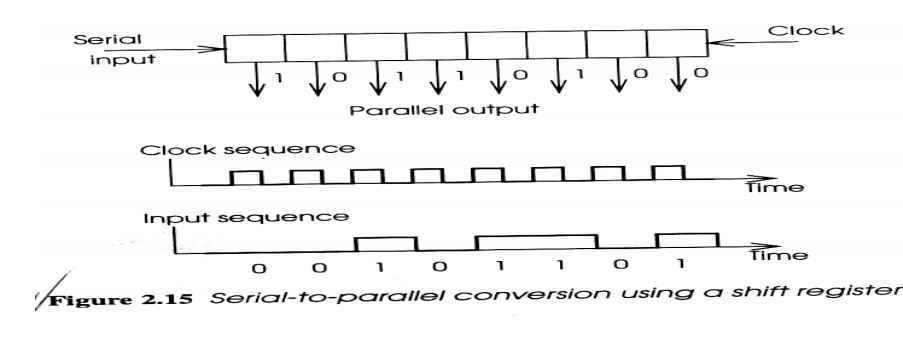 Serial input
Clock
1 0 1 1 0 1 0 0
Parallel output
Clock sequence
Time
Input sequence
Time
0 0 1 0 1 1 0 1
Figure 2.15 Serial-to-parallel conversion using a shift register